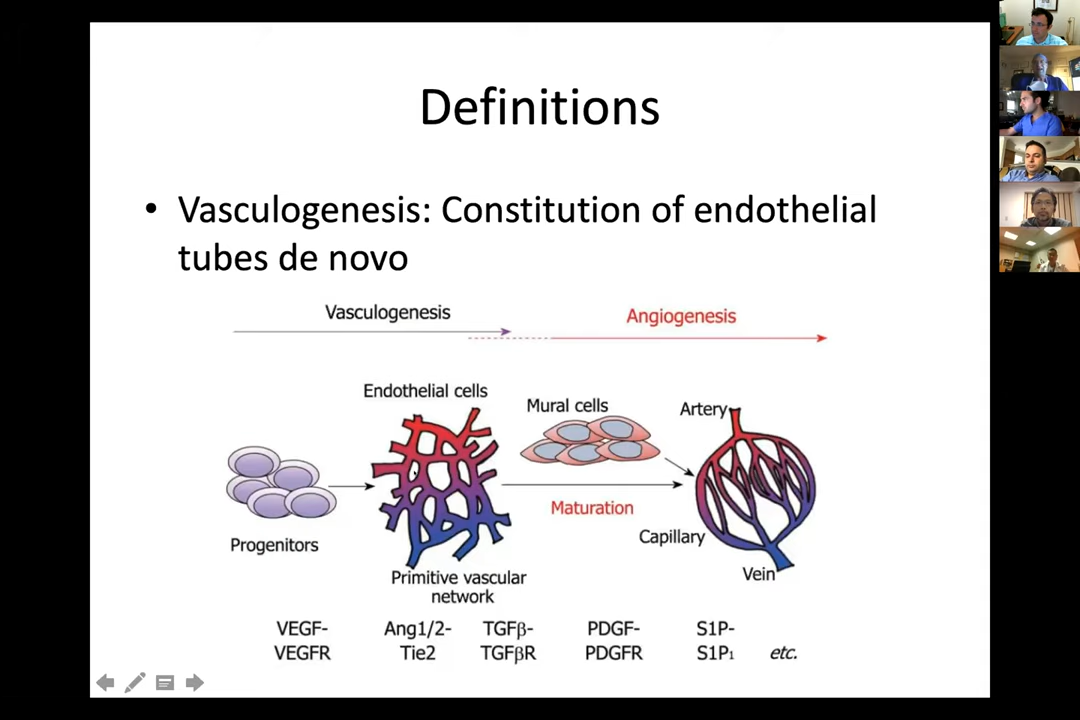 Definitions
• Vasculogenesis: Constitution of endothelial
tubes de novo
Vasculogenesis
Angiogenesis
Endothelial cells
Mural cells
Artery
Maturation
Progenitors
Capillary
Vein
Primitive vascular
network
VEGF- Ang1/2- TGFβ- PDGF- S1P-
VEGFR Tie2 TGFβR PDGFR S1P₁ etc.